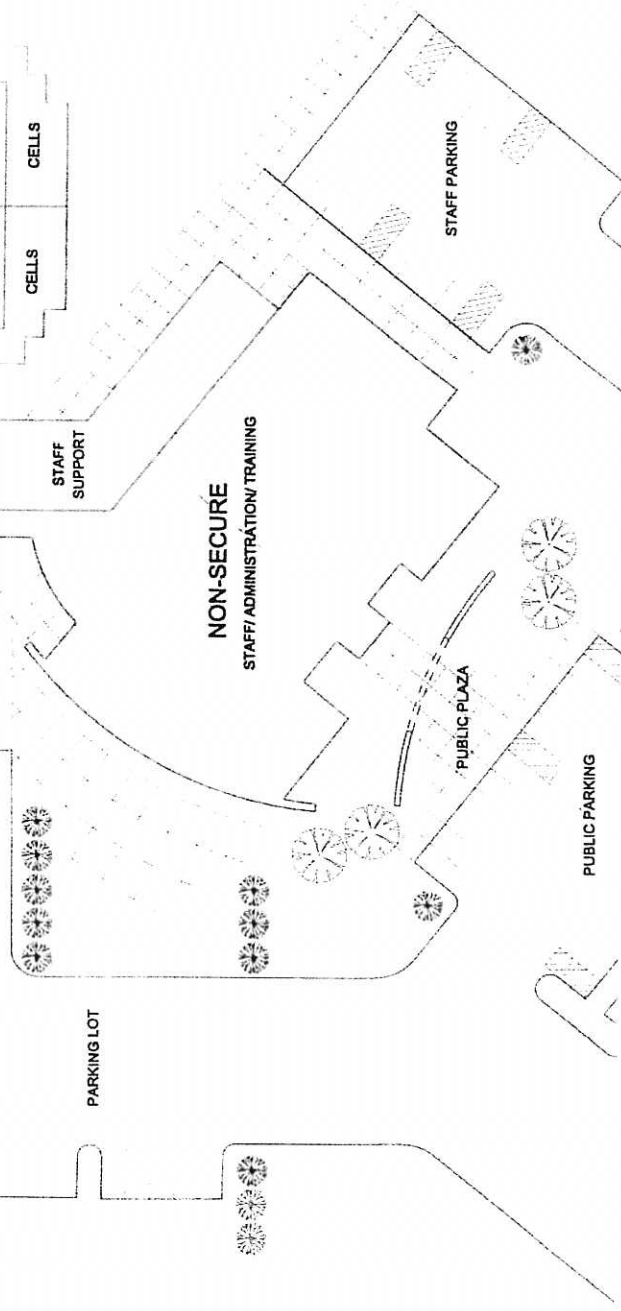 CELLS
CELLS
STAFF
SUPPORT
STAFF PARKING
NON-SECURE
STAFF/ ADMINISTRATION/ TRAINING
PUBLIC PLAZA
PUBLIC PARKING
PARKING LOT